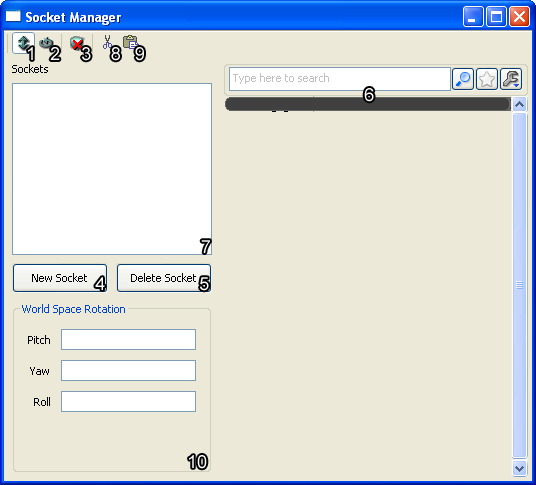 Socket Manager
1 2 3 8 9
Sockets
Type here to search
6
7
New Socket 4 Delete Socket 5
World Space Rotation
Pitch
Yaw
Roll
10